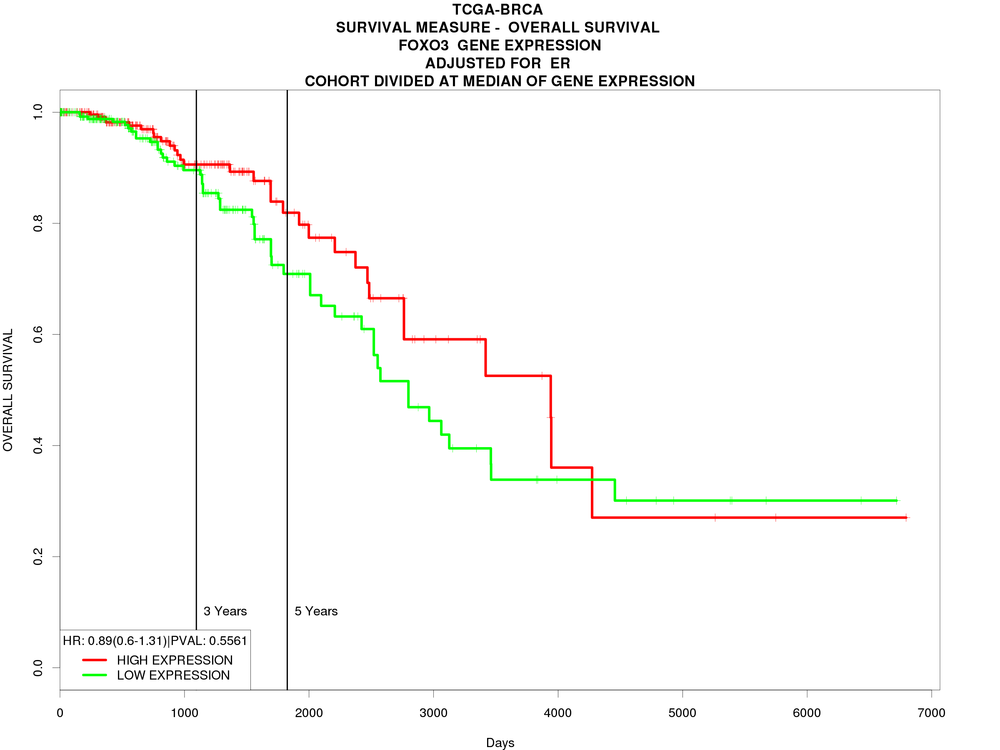 TCGA-BRCA
SURVIVAL MEASURE - OVERALL SURVIVAL
FOXO3 GENE EXPRESSION
ADJUSTED FOR ER
COHORT DIVIDED AT MEDIAN OF GENE EXPRESSION
OVERALL SURVIVAL
1.0
0.8
0.6
0.4
0.2
0.0
3 Years
5 Years
HR: 0.89(0.6-1.31)|PVAL: 0.5561
HIGH EXPRESSION
LOW EXPRESSION
0 1000 2000 3000 4000 5000 6000 7000
Days